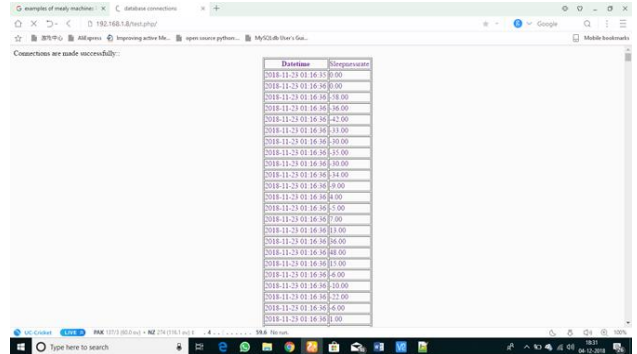 examples of mealy machines
database connections
192.168.1.8/test.php/
Google
AliExpress
Improving active Me...
open source python...
MySQLdb User's Gui...
Mobile bookmarks
Connections are made successfully::
Datetime
2018-11-23 01:16:35 0.00
2018-11-23 01:16:36 0.00
2018-11-23 01:16:36 -58.00
2018-11-23 01:16:36 -36.00
2018-11-23 01:16:36 -42.00
2018-11-23 01:16:36 -33.00
2018-11-23 01:16:36 -30.00
2018-11-23 01:16:36 -35.00
2018-11-23 01:16:36 -30.00
2018-11-23 01:16:36 -34.00
2018-11-23 01:16:36 -9.00
2018-11-23 01:16:36 4.00
2018-11-23 01:16:36 -5.00
2018-11-23 01:16:36 7.00
2018-11-23 01:16:36 13.00
2018-11-23 01:16:36 36.00
2018-11-23 01:16:36 48.00
2018-11-23 01:16:36 15.00
2018-11-23 01:16:36 -6.00
2018-11-23 01:16:36 -10.00
2018-11-23 01:16:36 -22.00
2018-11-23 01:16:36 -6.00
2018-11-23 01:16:36 1.00
UC-Cricket LIVE PAK NZ 59.6 No run.
100%
Type here to search
18:31
04-12-2018